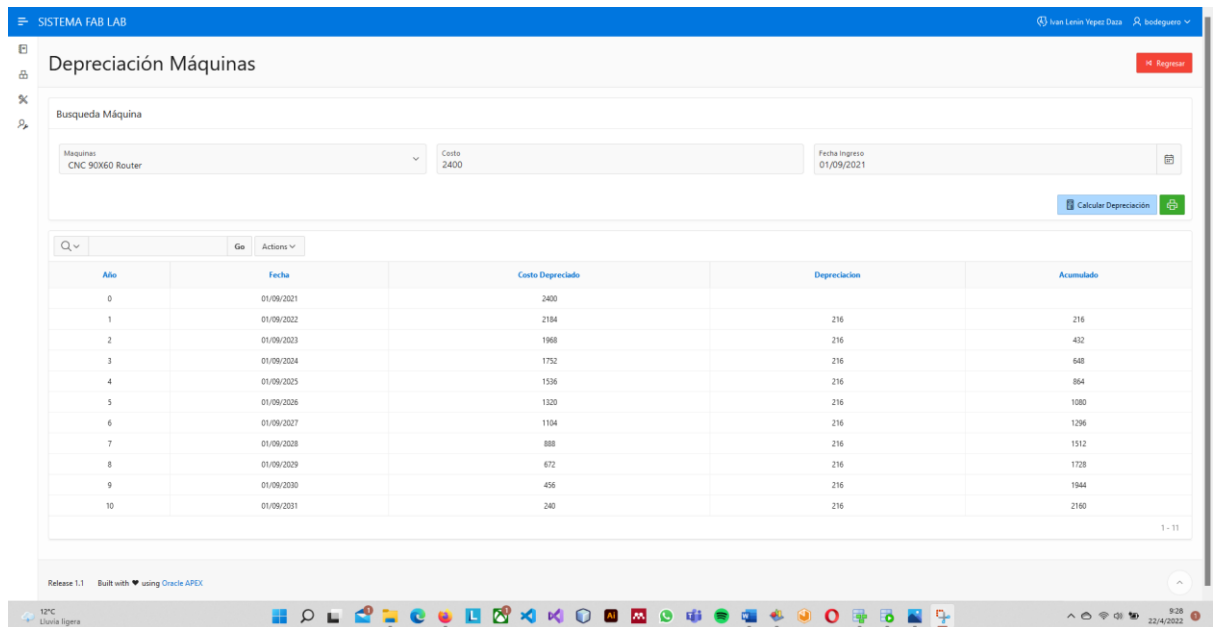 SISTEMA FAB LAB Ivan Lenin Yepez Daza bodeguero
Depreciación Máquinas Regresar
Busqueda Máquina
Maquinas Costo Fecha Ingreso
CNC 90X60 Router 2400 01/09/2021
Calcular Depreciación
Go Actions
Año Fecha Costo Depreciado Depreciacion Acumulado
0 01/09/2021 2400
1 01/09/2022 2184 216 216
2 01/09/2023 1968 216 432
3 01/09/2024 1752 216 648
4 01/09/2025 1536 216 864
5 01/09/2026 1320 216 1080
6 01/09/2027 1104 216 1296
7 01/09/2028 888 216 1512
8 01/09/2029 672 216 1728
9 01/09/2030 456 216 1944
10 01/09/2031 240 216 2160
1 - 11
Release 1.1 Built with ♥ using Oracle APEX
12°C 9:28
Lluvia ligera 22/4/2022